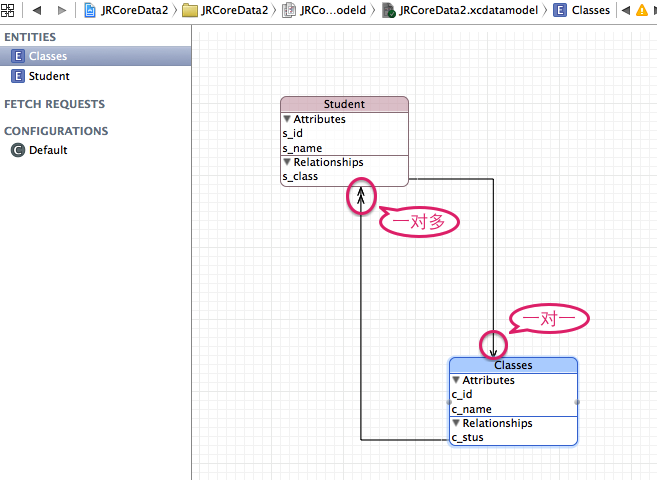 JRCoreData2 JRCoreData2 JRCo...odeld JRCoreData2.xcdatamodel E Classes
ENTITIES
E Classes
E Student
FETCH REQUESTS
CONFIGURATIONS
C Default
Student
Attributes
s_id
s_name
Relationships
s_class
一对多
一对一
Classes
Attributes
c_id
c_name
Relationships
c_stus